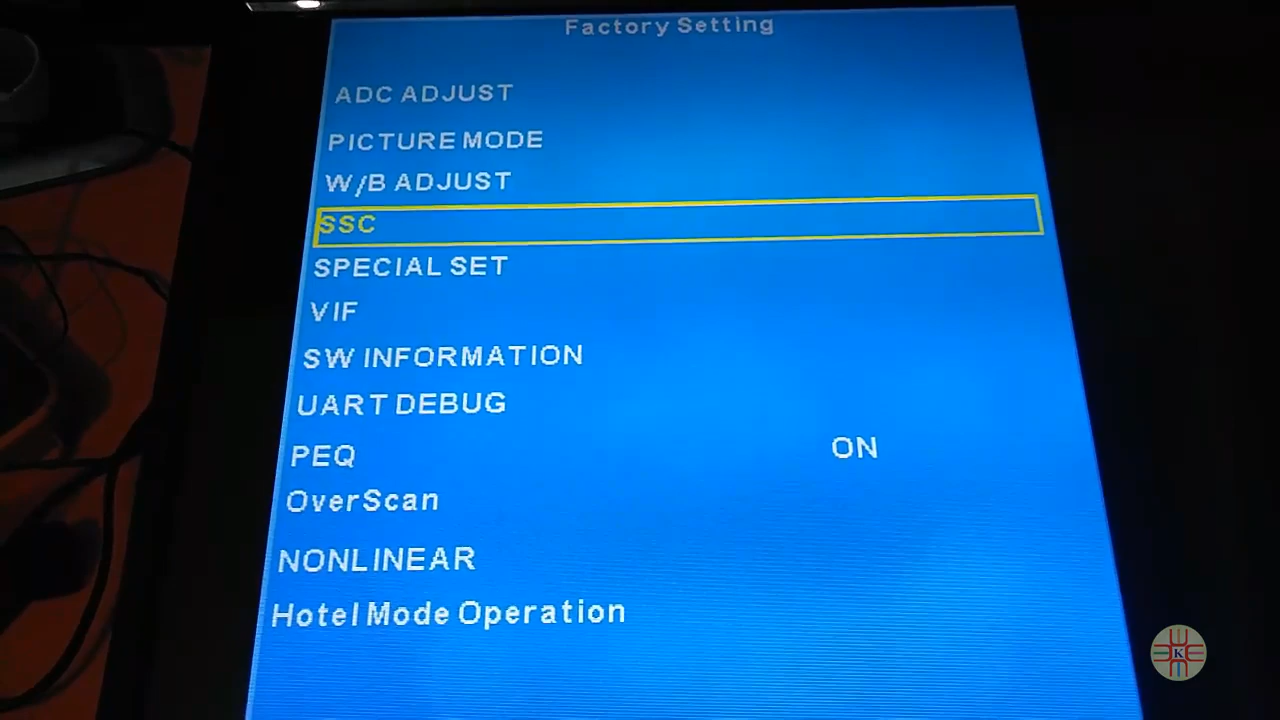 Factory Setting
ADC ADJUST
PICTURE MODE
W/B ADJUST
SSC
SPECIAL SET
VIF
SW INFORMATION
UART DEBUG
PEQ ON
OverScan
NONLINEAR
Hotel Mode Operation
K